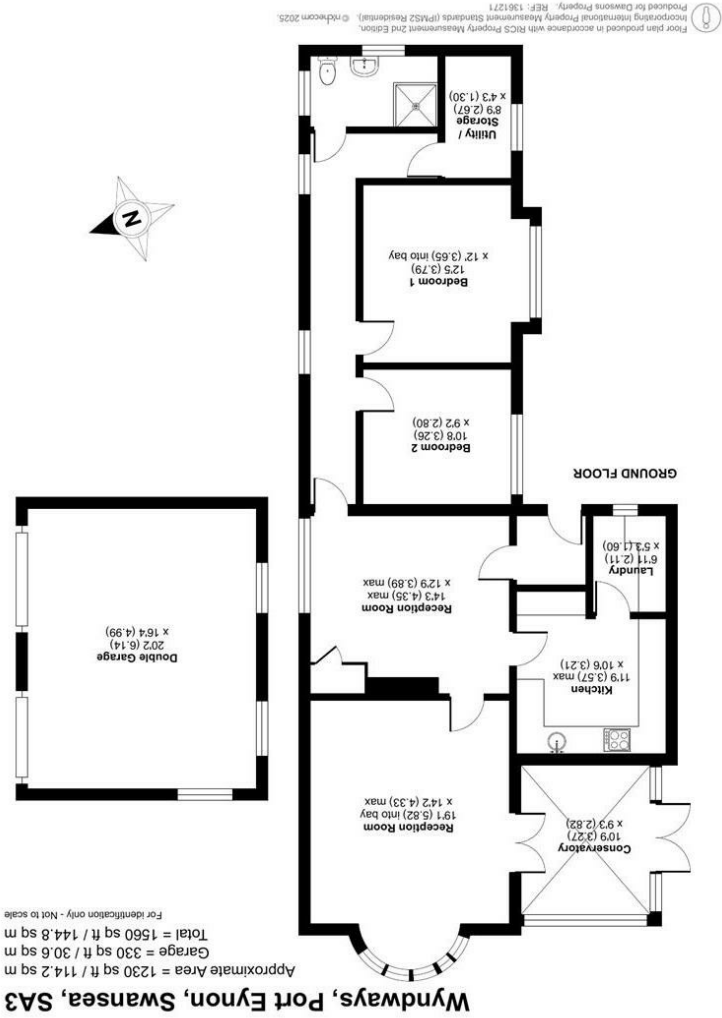 Wyndways, Port Eynon, Swansea, SA3
Approximate Area = 1230 sq ft / 114.2 sq m
Garage = 330 sq ft / 30.6 sq m
Total = 1560 sq ft / 144.8 sq m
For identification only - Not to scale
Conservatory
10'9 (3.27)
x 9'3 (2.82)
Reception Room
19'1 (5.82) into bay
x 14'2 (4.33) max
Kitchen
11'9 (3.57) max
x 10'6 (3.21)
Double Garage
20'2 (6.14)
x 16'4 (4.99)
Reception Room
14'3 (4.35) max
x 12'9 (3.89) max
Laundry
6'11 (2.11)
x 5'3 (1.60)
GROUND FLOOR
Bedroom 2
10'8 (3.26)
x 9'2 (2.80)
Bedroom 1
12'5 (3.79)
x 12' (3.65) into bay
N
Utility /
Storage
8'9 (2.67)
x 4'3 (1.30)
Floor plan produced in accordance with RICS Property Measurement 2nd Edition,
Incorporating International Property Measurement Standards (IPMS2 Residential). © nichecom 2025.
Produced for Dawsons Property. REF: 1361271